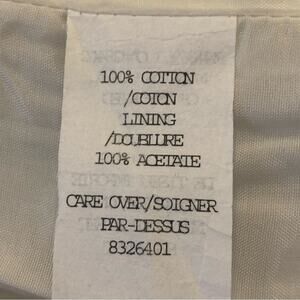 100% COTTON
/COTON
LINING
/DOUBLURE
100% ACETATE
CARE OVER/SOIGNER
PAR-DESSUS
8326401